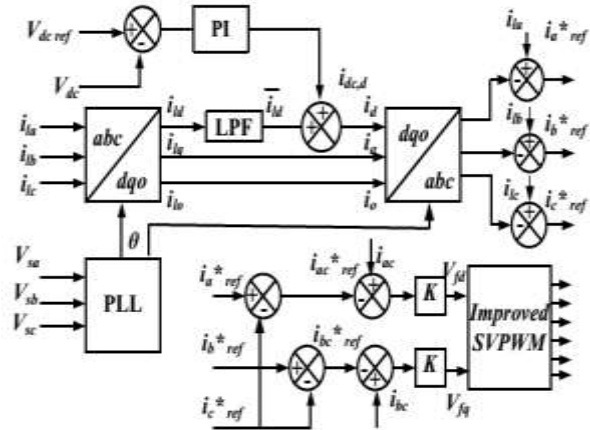 V_dc ref
PI
V_dc
i_dc,d
i_la
i_a*_ref
i_la
i_lb
i_lc
abc
dqo
i_ld
LPF
i_ld
i_lq
i_lo
i_d
i_q
i_o
dqo
abc
i_lb
i_b*_ref
i_lc
i_c*_ref
θ
V_sa
V_sb
V_sc
PLL
i_a*_ref
i_ac*_ref
i_ac
K
V_fd
Improved
SVPWM
i_b*_ref
i_bc*_ref
K
i_c*_ref
i_bc
V_fq